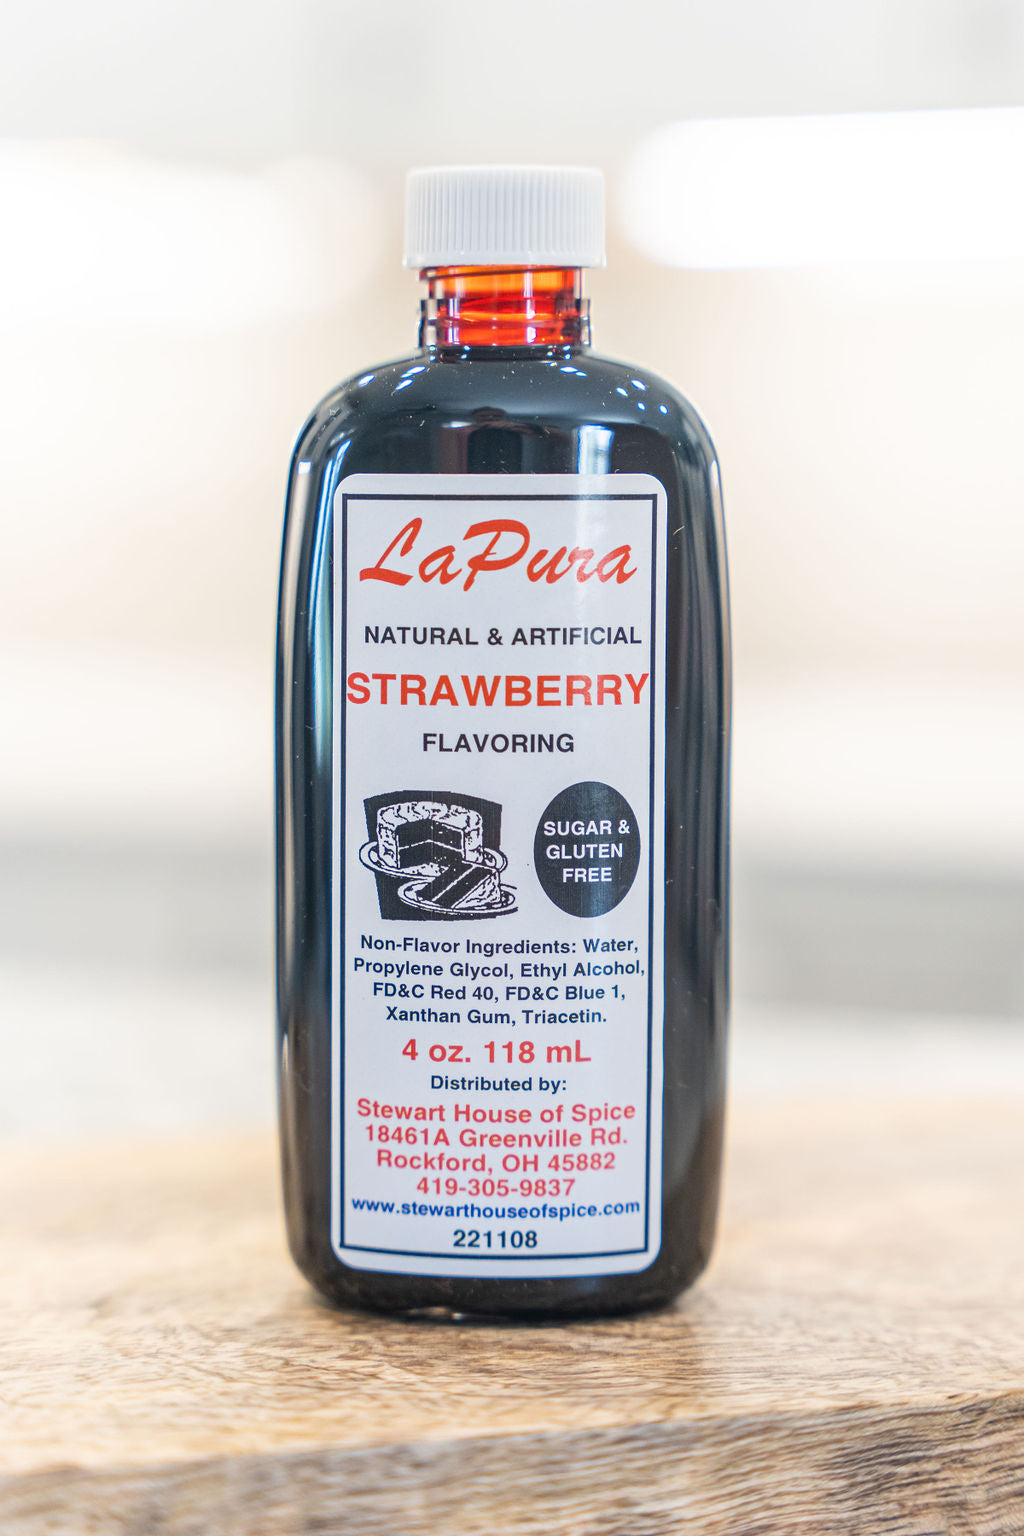 LaPura
NATURAL & ARTIFICIAL
STRAWBERRY
FLAVORING
SUGAR &
GLUTEN
FREE
Non-Flavor Ingredients: Water,
Propylene Glycol, Ethyl Alcohol,
FD&C Red 40, FD&C Blue 1,
Xanthan Gum, Triacetin.
4 oz. 118 mL
Distributed by:
Stewart House of Spice
18461A Greenville Rd.
Rockford, OH 45882
419-305-9837
www.stewarthouseofspice.com
221108